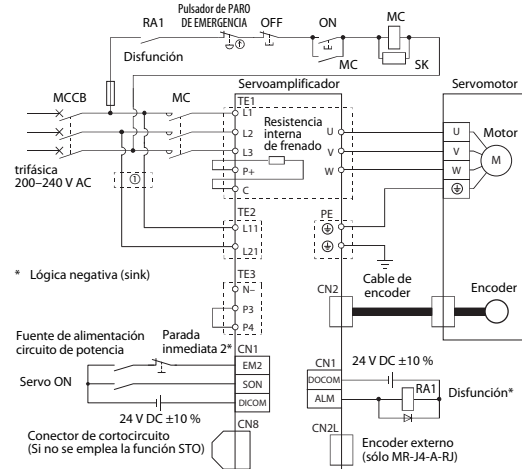 Pulsador de PARO
DE EMERGENCIA
RA1
OFF
ON
MC
Disfunción
MC
SK
Servoamplificador
Servomotor
MCCB
MC
TE1
L1
L2
L3
P+
C
Resistencia
interna
de frenado
U
V
W
U
V
W
Motor
M
trifásica
200–240 V AC
①
TE2
L11
L21
PE
* Lógica negativa (sink)
TE3
N–
P3
P4
CN2
Cable de
encoder
Encoder
Fuente de alimentación
circuito de potencia
Parada
inmediata 2*
Servo ON
CN1
EM2
SON
DICOM
24 V DC ±10 %
CN1
DOCOM
ALM
24 V DC ±10 %
RA1
Disfunción*
Conector de cortocircuito
(Si no se emplea la función STO)
CN8
CN2L
Encoder externo
(sólo MR-J4-A-RJ)